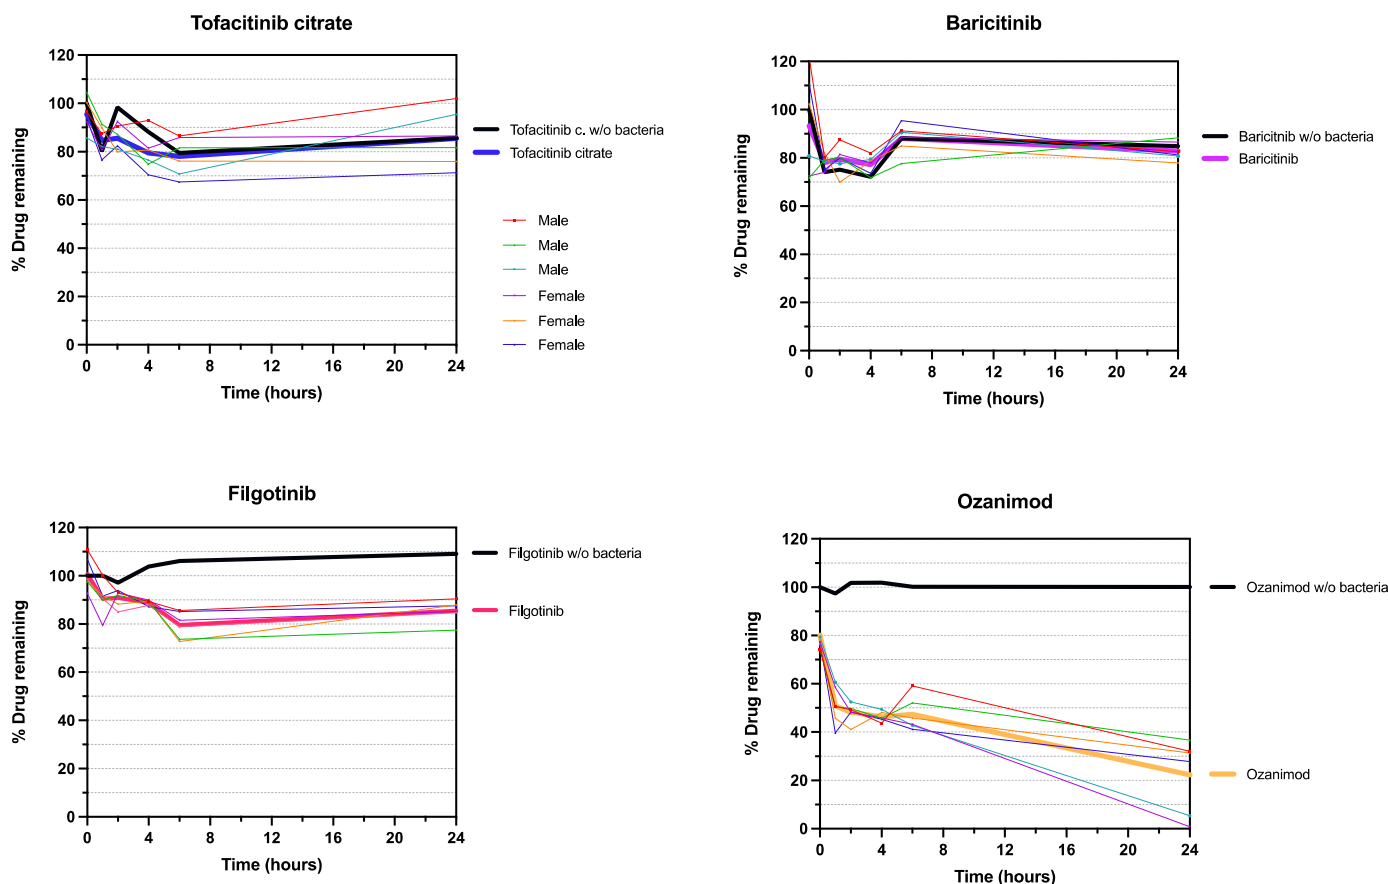 Tofacitinib citrate
120
100
80
60
40
20
0
% Drug remaining
0 4 8 12 16 20 24
Time (hours)
Tofacitinib c. w/o bacteria
Tofacitinib citrate
Male
Male
Male
Female
Female
Female
Baricitinib
120
100
80
60
40
20
0
% Drug remaining
0 4 8 12 16 20 24
Time (hours)
Baricitnib w/o bacteria
Baricitinib
Filgotinib
120
100
80
60
40
20
0
% Drug remaining
0 4 8 12 16 20 24
Time (hours)
Filgotinib w/o bacteria
Filgotinib
Ozanimod
120
100
80
60
40
20
0
% Drug remaining
0 4 8 12 16 20 24
Time (hours)
Ozanimod w/o bacteria
Ozanimod